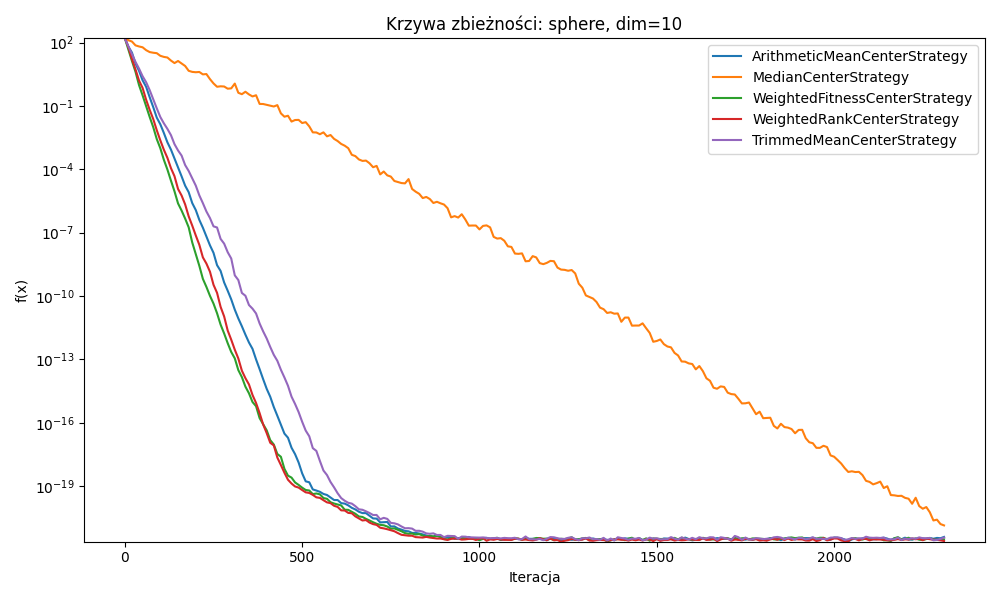 Krzywa zbieżności: sphere, dim=10
10^2
10^-1
10^-4
10^-7
10^-10
10^-13
10^-16
10^-19
f(x)
ArithmeticMeanCenterStrategy
MedianCenterStrategy
WeightedFitnessCenterStrategy
WeightedRankCenterStrategy
TrimmedMeanCenterStrategy
0 500 1000 1500 2000
Iteracja